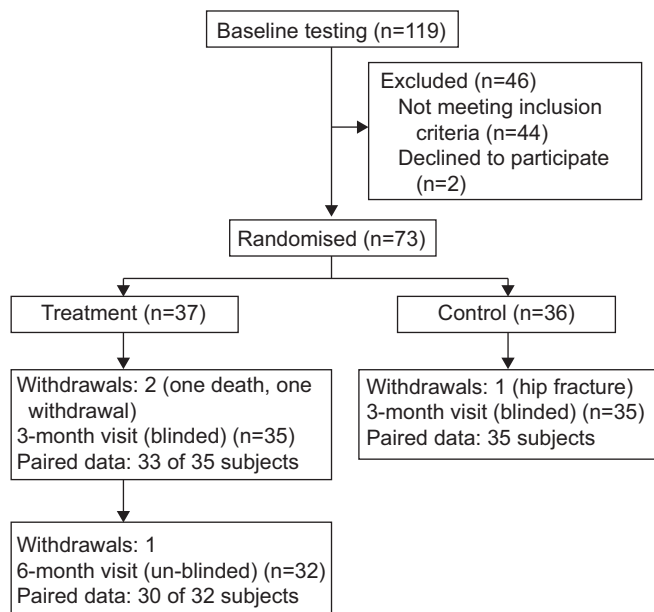 Baseline testing (n=119)
Excluded (n=46)
Not meeting inclusion
criteria (n=44)
Declined to participate
(n=2)
Randomised (n=73)
Treatment (n=37)
Control (n=36)
Withdrawals: 2 (one death, one
withdrawal)
3-month visit (blinded) (n=35)
Paired data: 33 of 35 subjects
Withdrawals: 1 (hip fracture)
3-month visit (blinded) (n=35)
Paired data: 35 subjects
Withdrawals: 1
6-month visit (un-blinded) (n=32)
Paired data: 30 of 32 subjects